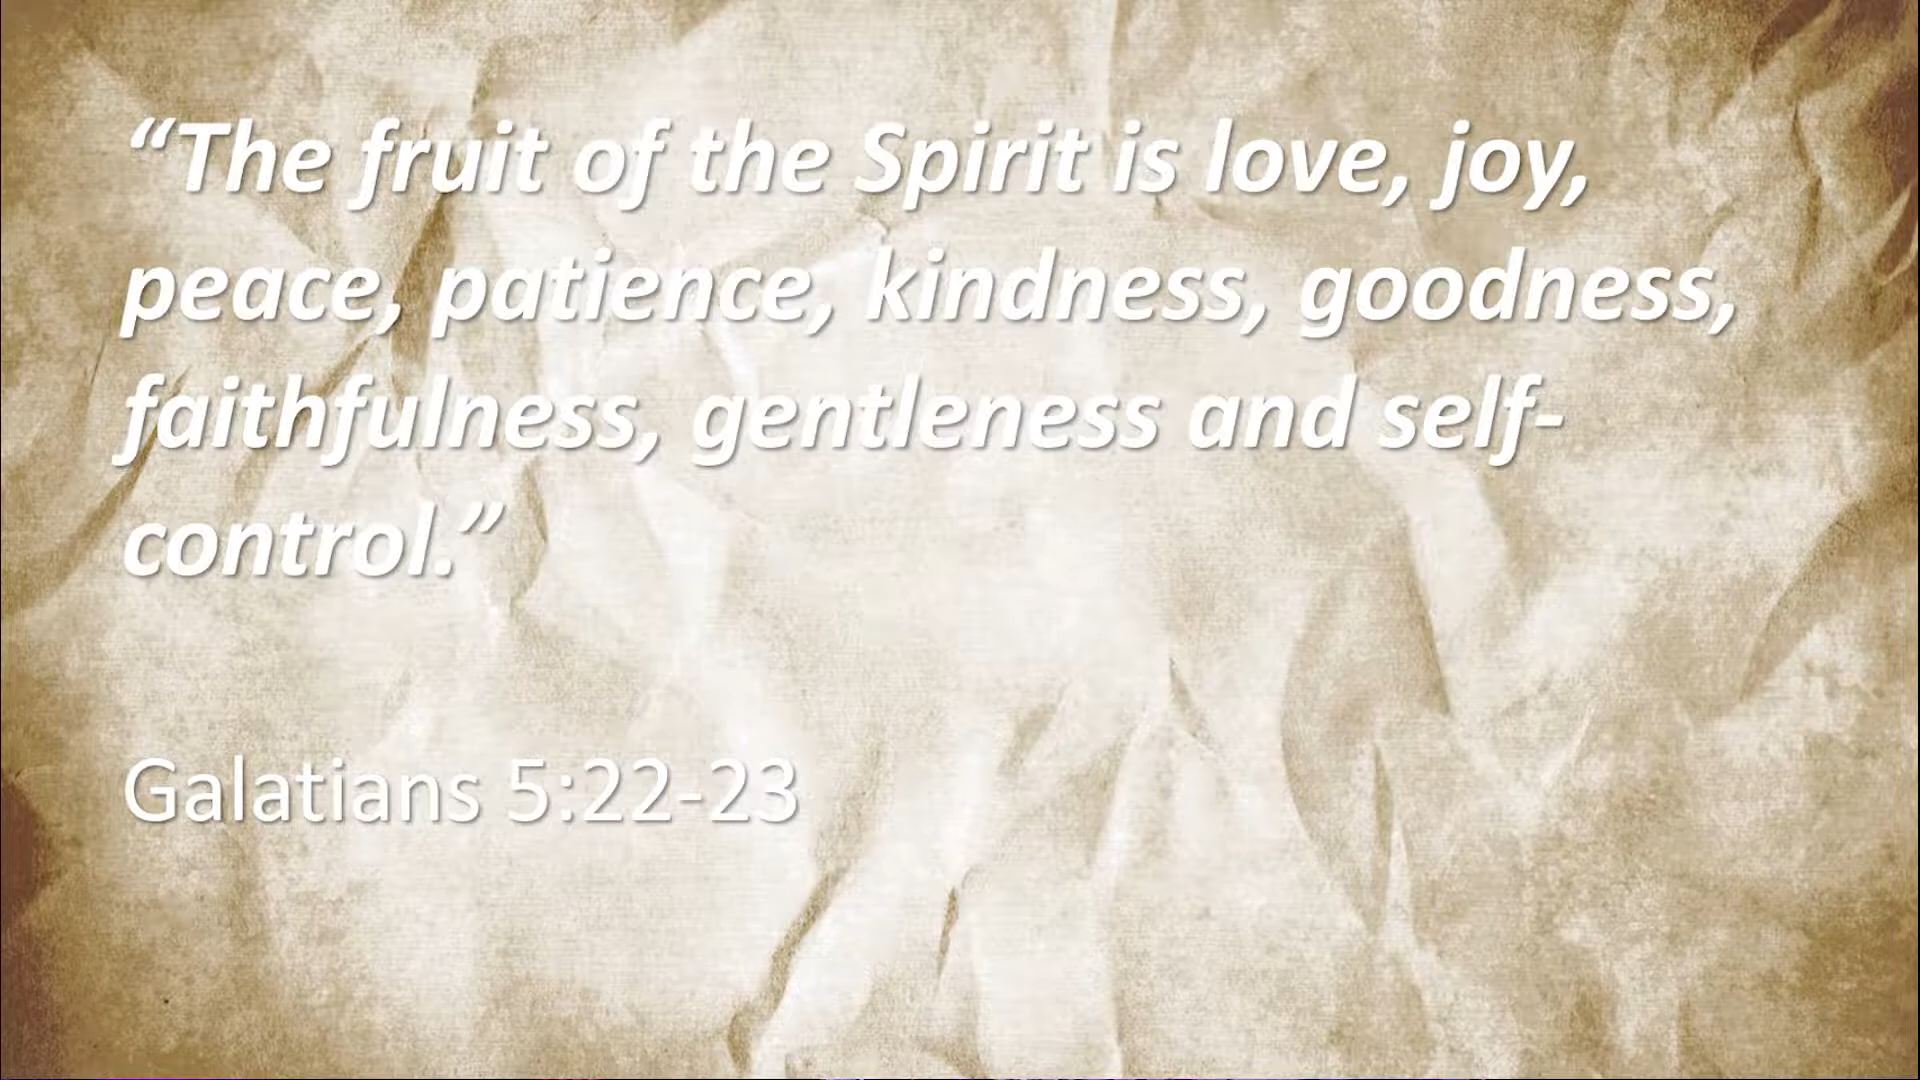 “The fruit of the Spirit is love, joy,
peace, patience, kindness, goodness,
faithfulness, gentleness and self-
control.”
Galatians 5:22-23